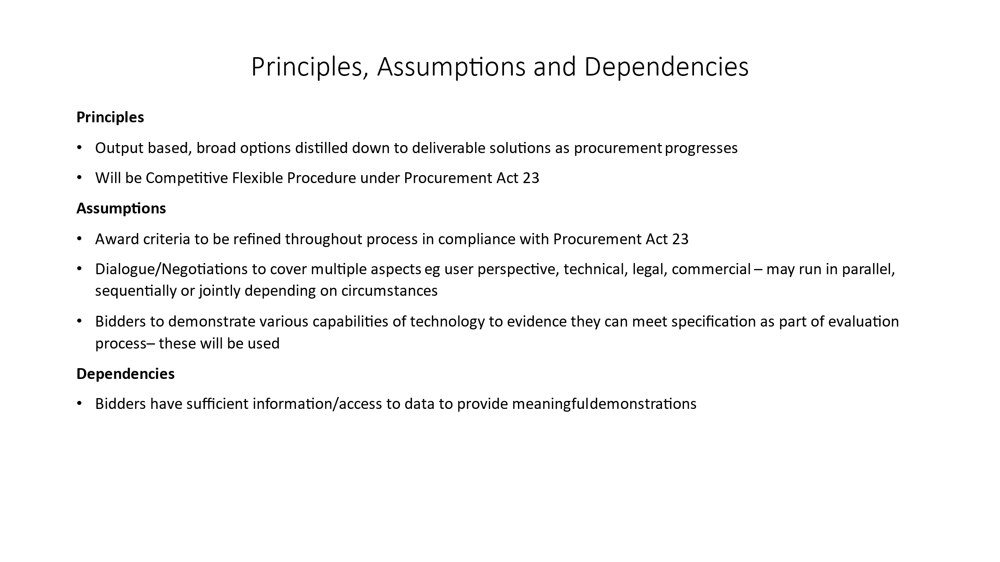 Principles, Assumptions and Dependencies
Principles
• Output based, broad options distilled down to deliverable solutions as procurement progresses
• Will be Competitive Flexible Procedure under Procurement Act 23
Assumptions
• Award criteria to be refined throughout process in compliance with Procurement Act 23
• Dialogue/Negotiations to cover multiple aspects eg user perspective, technical, legal, commercial – may run in parallel,
sequentially or jointly depending on circumstances
• Bidders to demonstrate various capabilities of technology to evidence they can meet specification as part of evaluation
process– these will be used
Dependencies
• Bidders have sufficient information/access to data to provide meaningful demonstrations